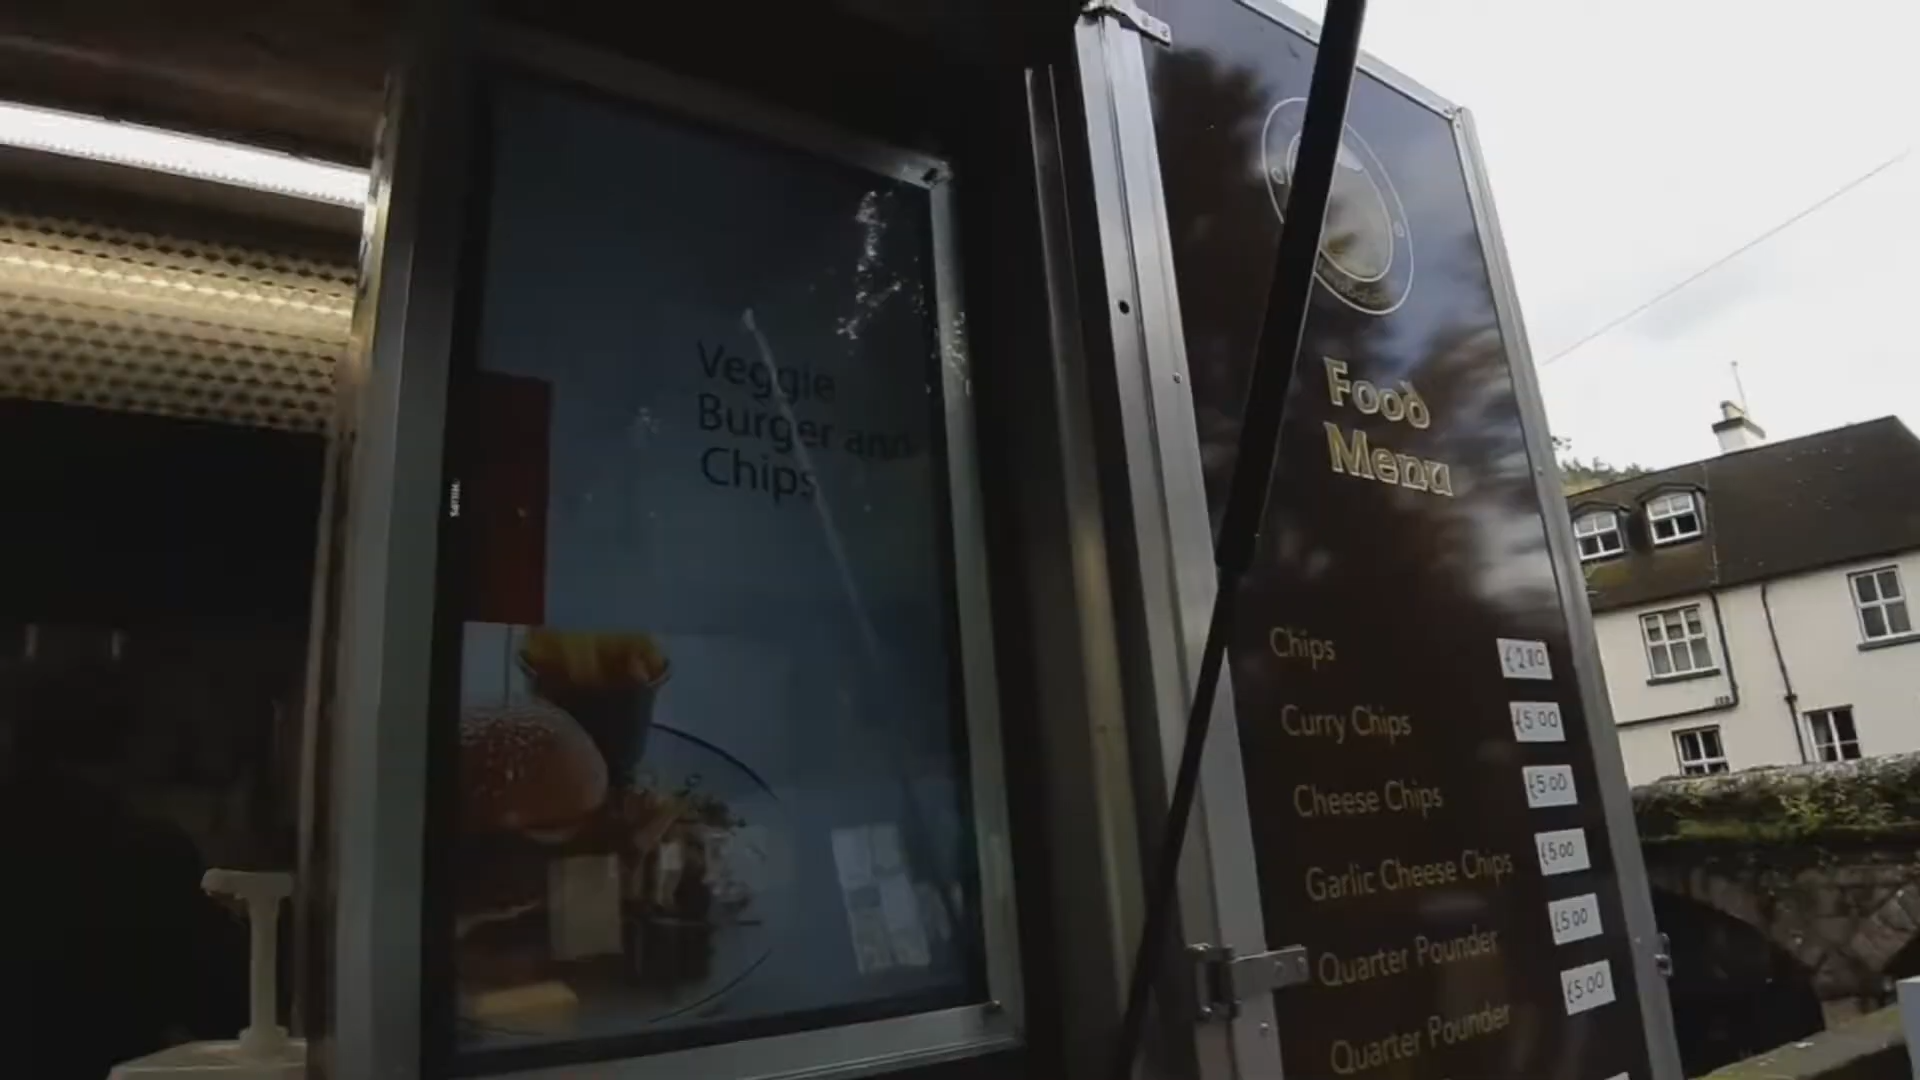 Veggie
Burger and
Chips
PHILIPS
Food
Menu
Chips £2.80
Curry Chips £5.00
Cheese Chips £5.00
Garlic Cheese Chips £5.00
Quarter Pounder £5.00
Quarter Pounder £5.00